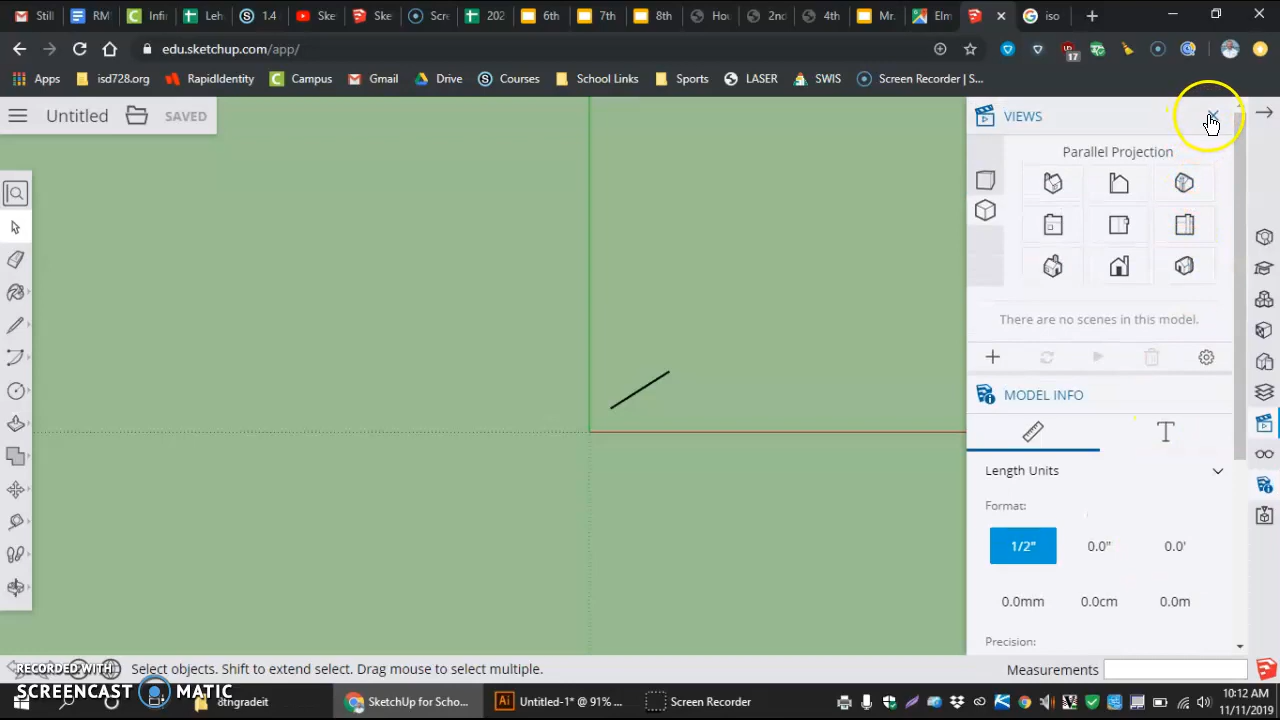 Still
RM
Infi
Leh
1.4
Ske
Ske
Scre
202
6th
7th
8th
Hou
2nd
4th
Mr.
Elm
iso
edu.sketchup.com/app/
17
Apps
isd728.org
RapidIdentity
Campus
Gmail
Drive
Courses
School Links
Sports
LASER
SWIS
Screen Recorder | S...
Untitled
SAVED
VIEWS
Parallel Projection
There are no scenes in this model.
MODEL INFO
Length Units
Format:
1/2"
0.0"
0.0'
0.0mm
0.0cm
0.0m
Precision:
Select objects. Shift to extend select. Drag mouse to select multiple.
Measurements
RECORDED WITH
SCREENCAST MATIC
otngradeit
SketchUp for Scho...
Untitled-1* @ 91% ...
Screen Recorder
10:12 AM
11/11/2019